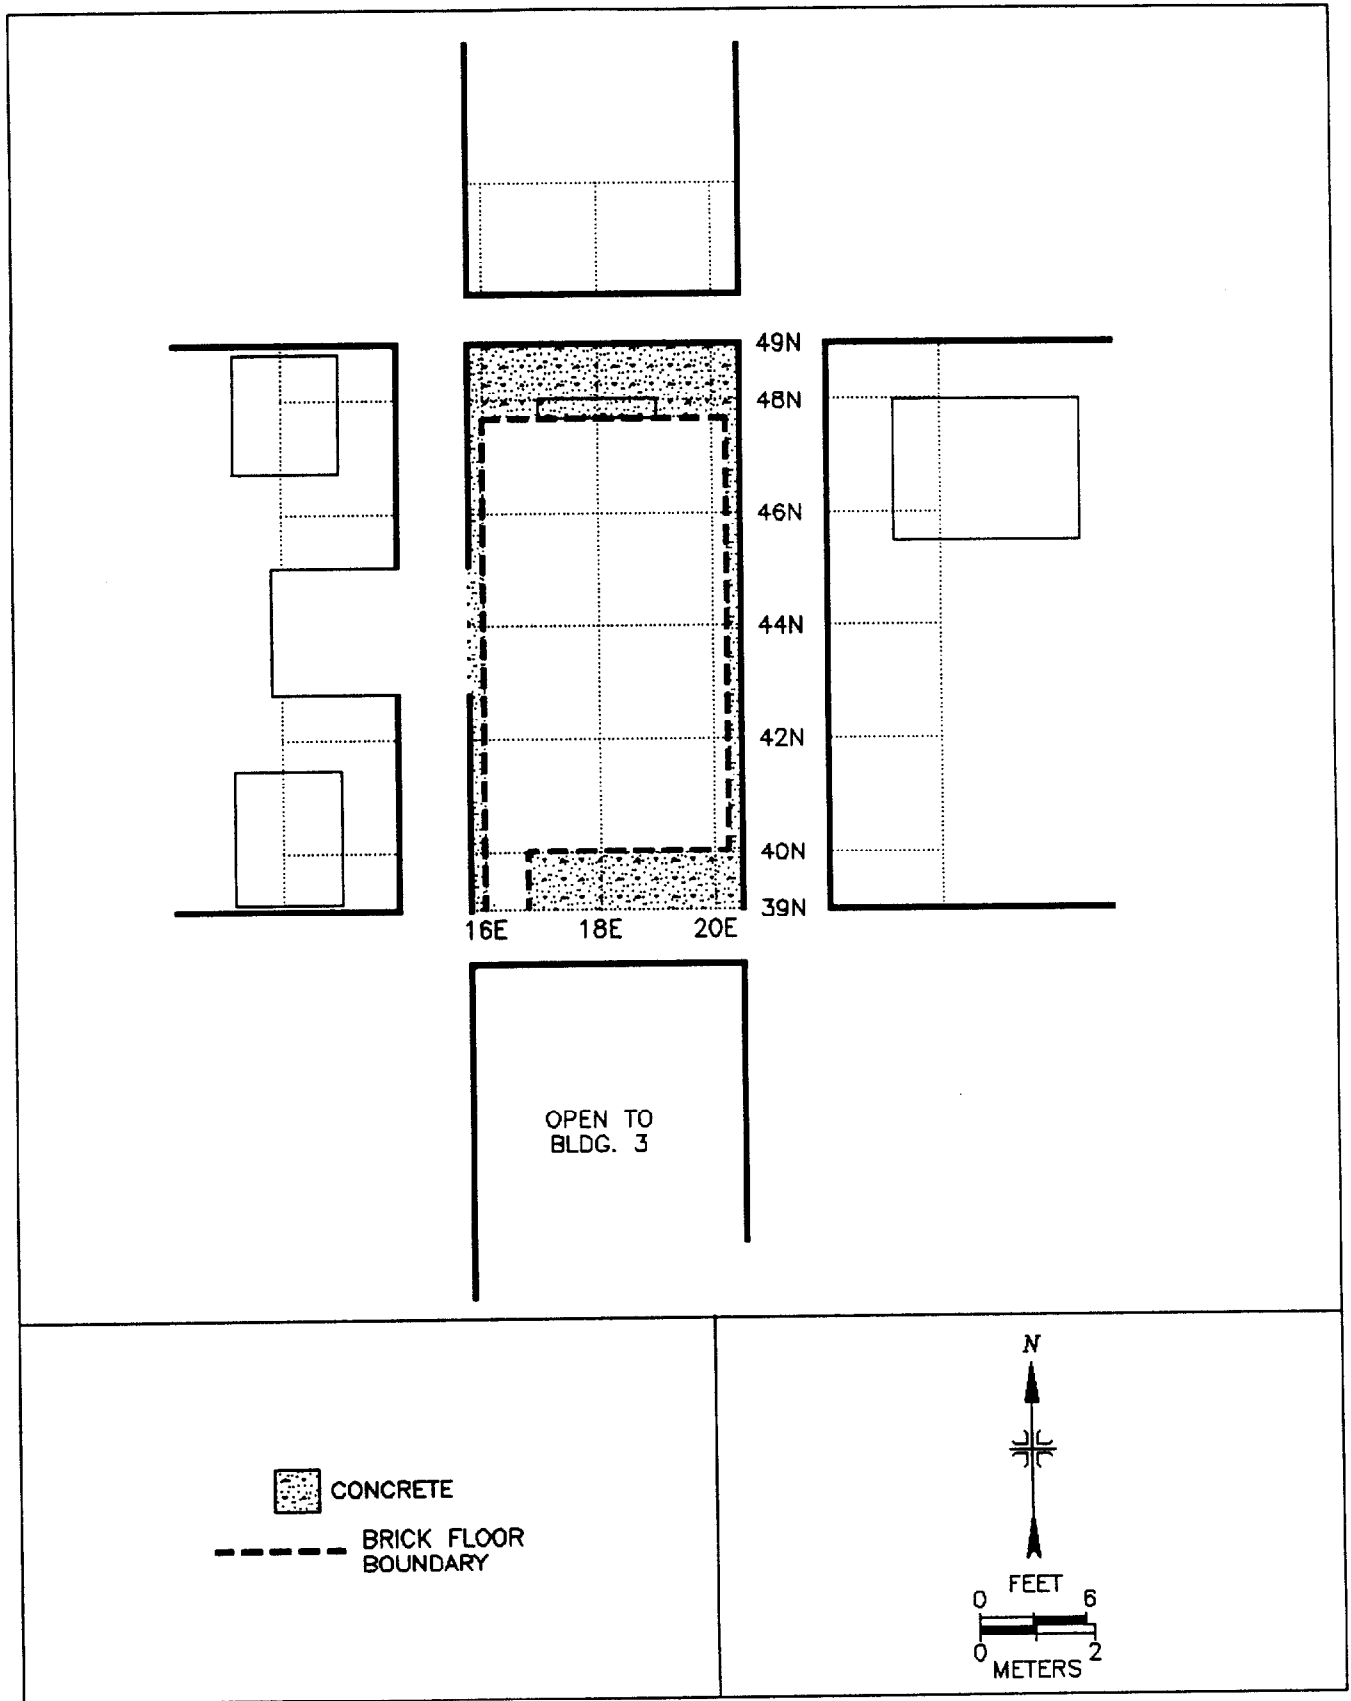 49N
48N
46N
44N
42N
40N
39N
16E 18E 20E
OPEN TO
BLDG. 3
CONCRETE
BRICK FLOOR
BOUNDARY
N
FEET
0 6
0 2
METERS